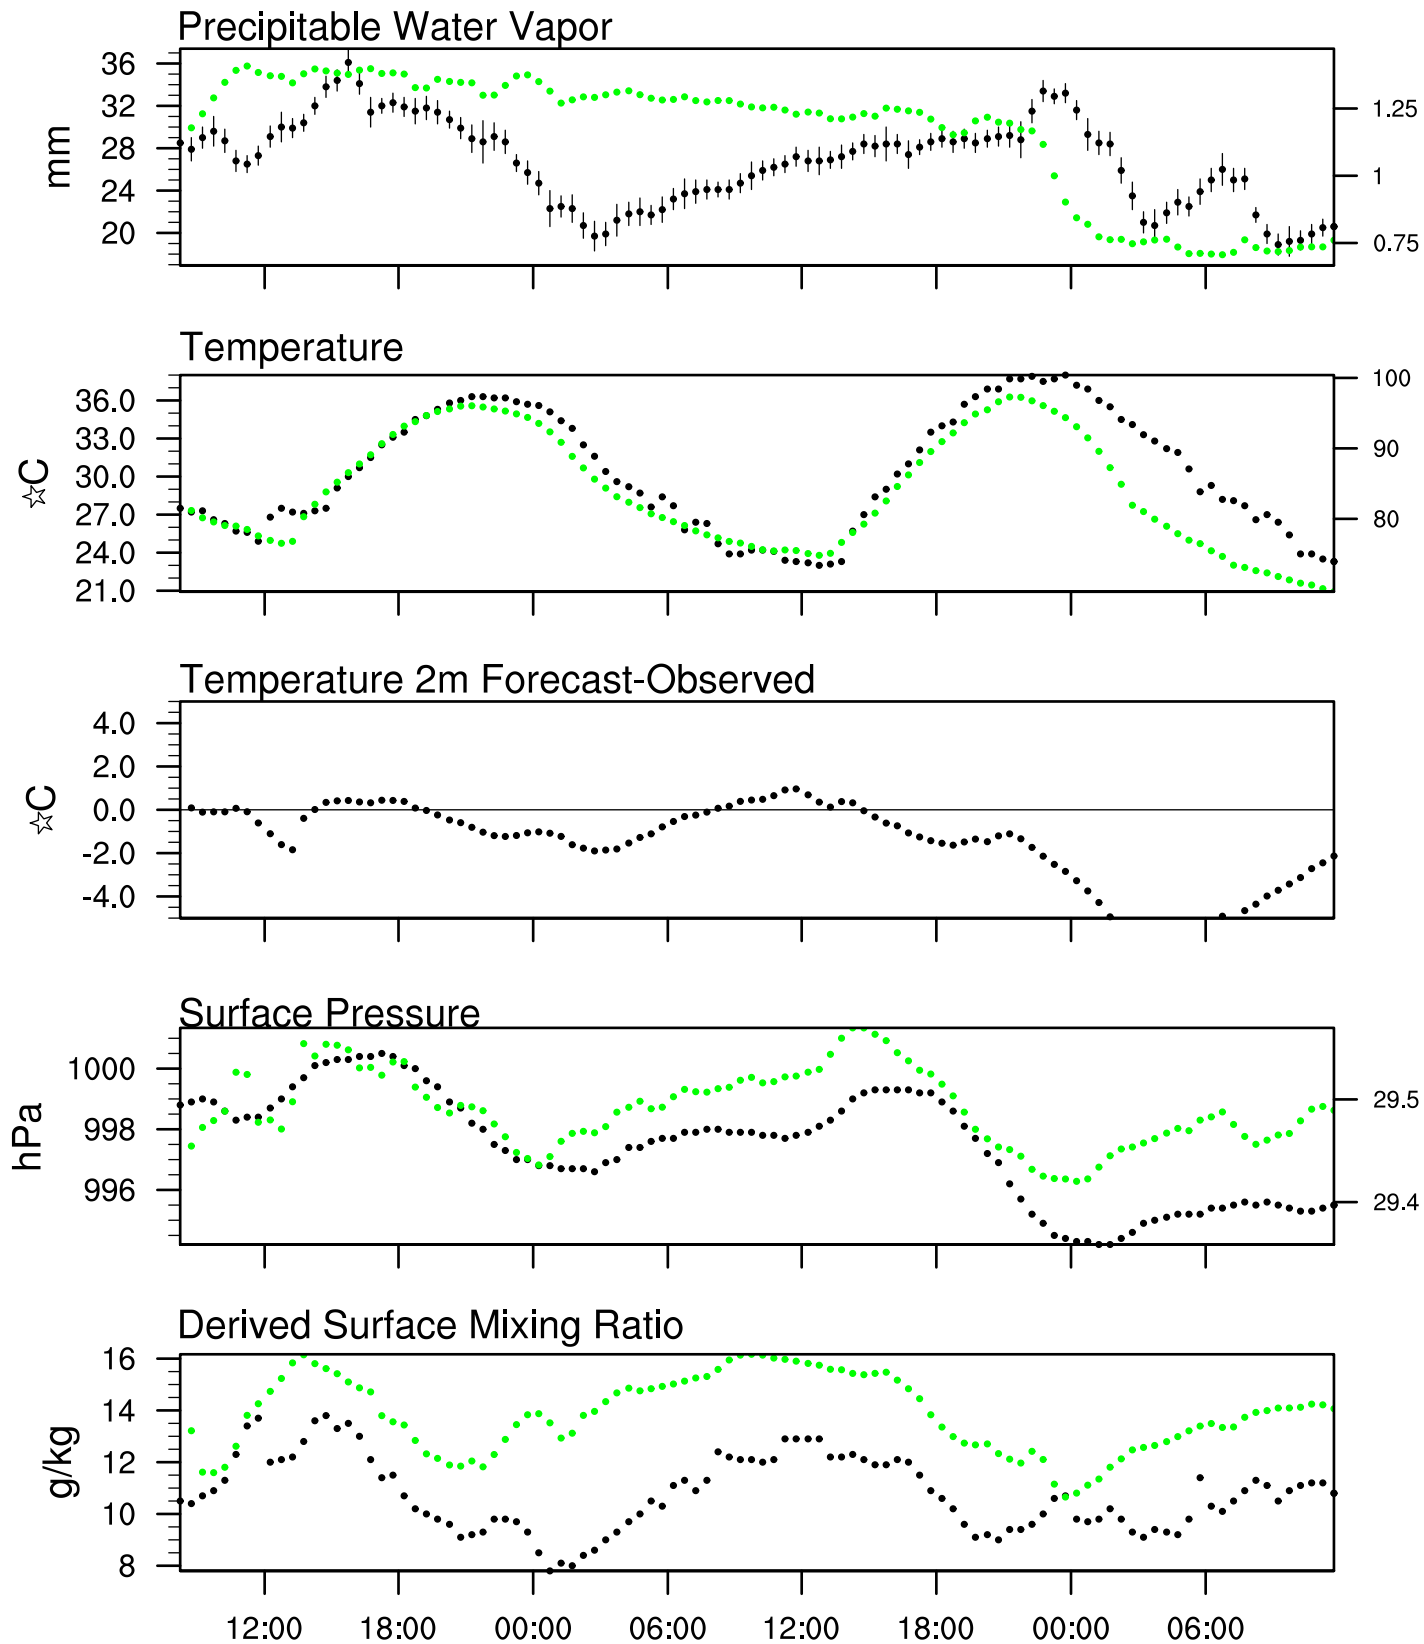 Precipitable Water Vapor
36
32
28
24
20
mm
1.25
1
0.75
Temperature
36.0
33.0
30.0
27.0
24.0
21.0
☆C
100
90
80
Temperature 2m Forecast-Observed
4.0
2.0
0.0
-2.0
-4.0
☆C
Surface Pressure
1000
998
996
hPa
29.5
29.4
Derived Surface Mixing Ratio
16
14
12
10
8
g/kg
12:00 18:00 00:00 06:00 12:00 18:00 00:00 06:00